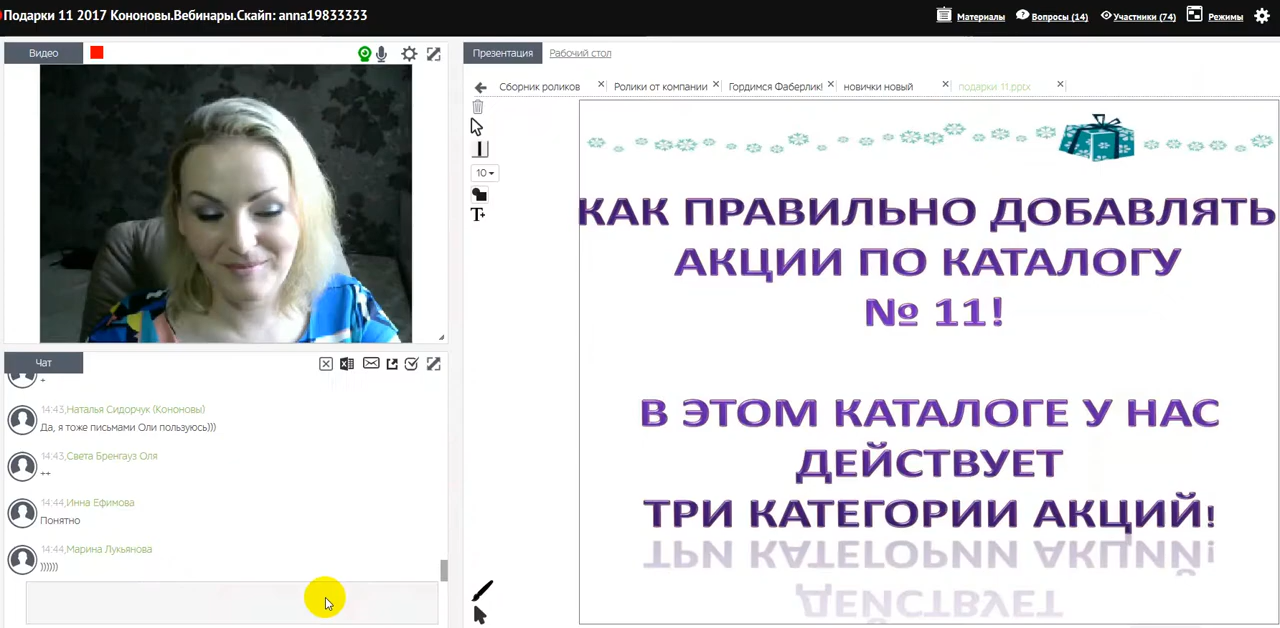 Подарки 11 2017 Кононовы.Вебинары.Скайп: anna19833333
Материалы
Вопросы (14)
Участники (74)
Режимы
Видео
Презентация
Рабочий стол
Сборник роликов
Ролики от компании
Гордимся Фаберлик!
новички новый
подарки 11.pptx
10
КАК ПРАВИЛЬНО ДОБАВЛЯТЬ
АКЦИИ ПО КАТАЛОГУ
№ 11!
В ЭТОМ КАТАЛОГЕ У НАС
ДЕЙСТВУЕТ
ТРИ КАТЕГОРИИ АКЦИЙ!
Чат
+
14:43,Наталья Сидорчук (Кононовы)
Да, я тоже письмами Оли пользуюсь)))
14:43,Света Бренгауз Оля
++
14:44,Инна Ефимова
Понятно
14:44,Марина Лукьянова
))))))